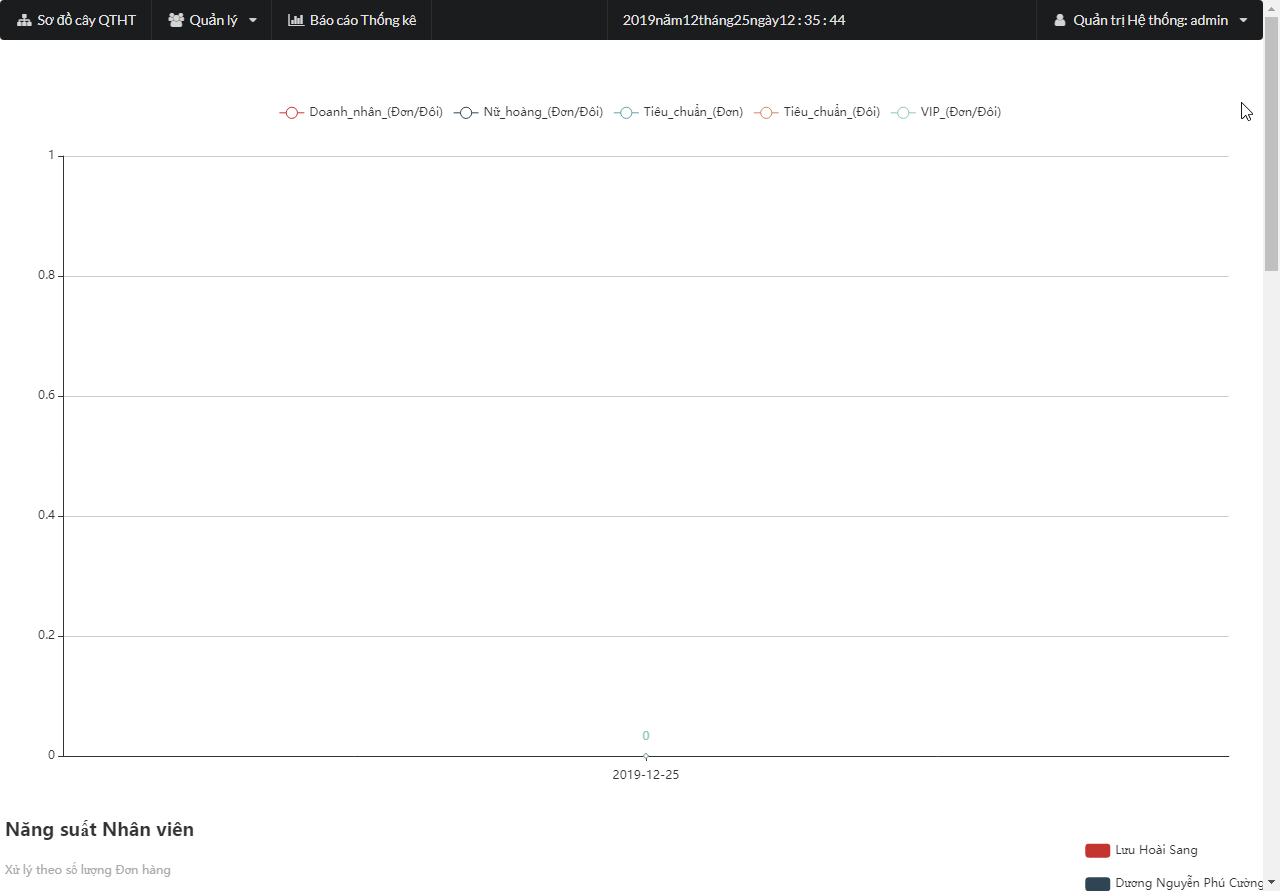 Sơ đồ cây QTHT Quản lý Báo cáo Thống kê 2019năm12tháng25ngày12 : 35 : 44 Quản trị Hệ thống: admin
Doanh_nhân_(Đơn/Đôi) Nữ_hoàng_(Đơn/Đôi) Tiêu_chuẩn_(Đơn) Tiêu_chuẩn_(Đôi) VIP_(Đơn/Đôi)
1
0.8
0.6
0.4
0.2
0
0
2019-12-25
Năng suất Nhân viên
Xử lý theo số lượng Đơn hàng
Lưu Hoài Sang
Dương Nguyễn Phú Cường